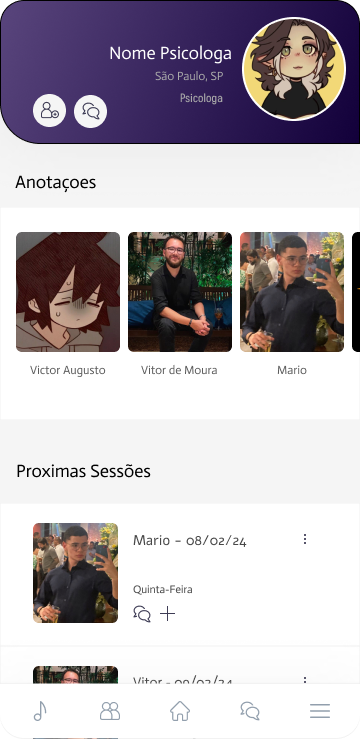 Nome Psicologa
São Paulo, SP
Psicologa
Anotaçoes
Victor Augusto
Vitor de Moura
Mario
Proximas Sessões
Mario - 08/02/24
Quinta-Feira
Vitor - 09/02/24